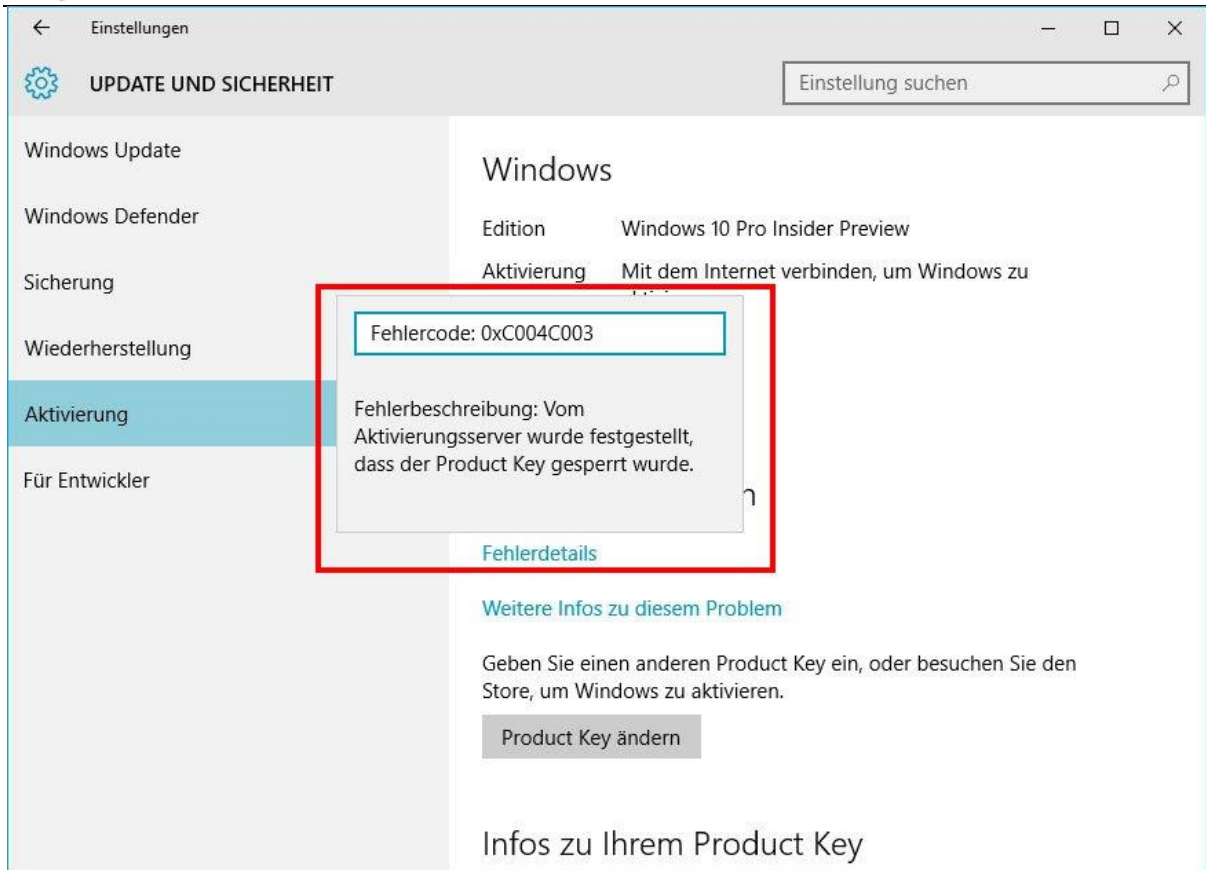 Einstellungen
UPDATE UND SICHERHEIT
Einstellung suchen
Windows Update
Windows Defender
Sicherung
Wiederherstellung
Aktivierung
Für Entwickler
Windows
Edition Windows 10 Pro Insider Preview
Aktivierung Mit dem Internet verbinden, um Windows zu
Fehlercode: 0xC004C003
Fehlerbeschreibung: Vom
Aktivierungsserver wurde festgestellt,
dass der Product Key gesperrt wurde.
Fehlerdetails
Weitere Infos zu diesem Problem
Geben Sie einen anderen Product Key ein, oder besuchen Sie den
Store, um Windows zu aktivieren.
Product Key ändern
Infos zu Ihrem Product Key